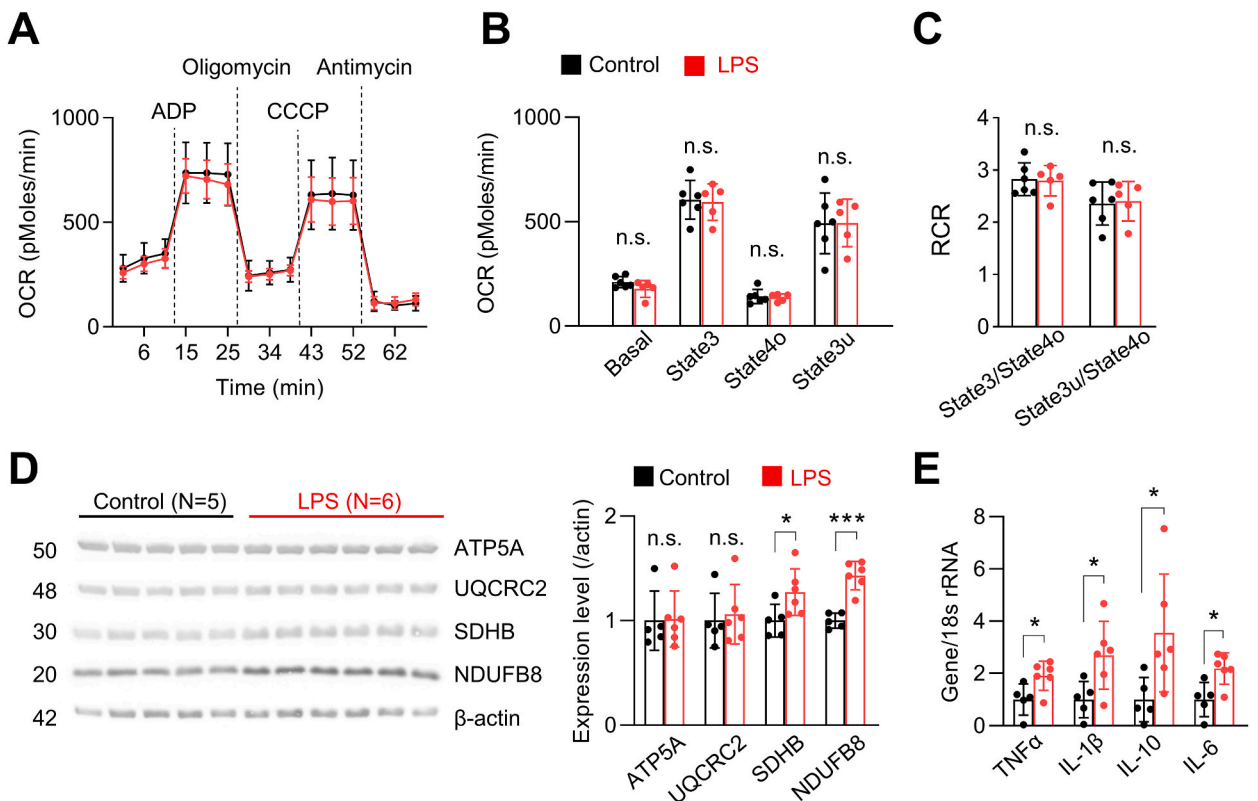 A
Oligomycin Antimycin
ADP CCCP
1000
500
0
OCR (pMoles/min)
6 15 25 34 43 52 62
Time (min)
B
Control LPS
1000
500
0
OCR (pMoles/min)
n.s. n.s. n.s. n.s.
Basal State3 State4o State3u
C
4
3
2
1
0
RCR
n.s. n.s.
State3/State4o State3u/State4o
D
Control (N=5) LPS (N=6)
50 ATP5A
48 UQCRC2
30 SDHB
20 NDUFB8
42 β-actin
Control LPS
2
1
0
Expression level (/actin)
n.s. n.s. * ***
ATP5A UQCRC2 SDHB NDUFB8
E
8
6
4
2
0
Gene/18s rRNA
* * * *
TNFα IL-1β IL-10 IL-6